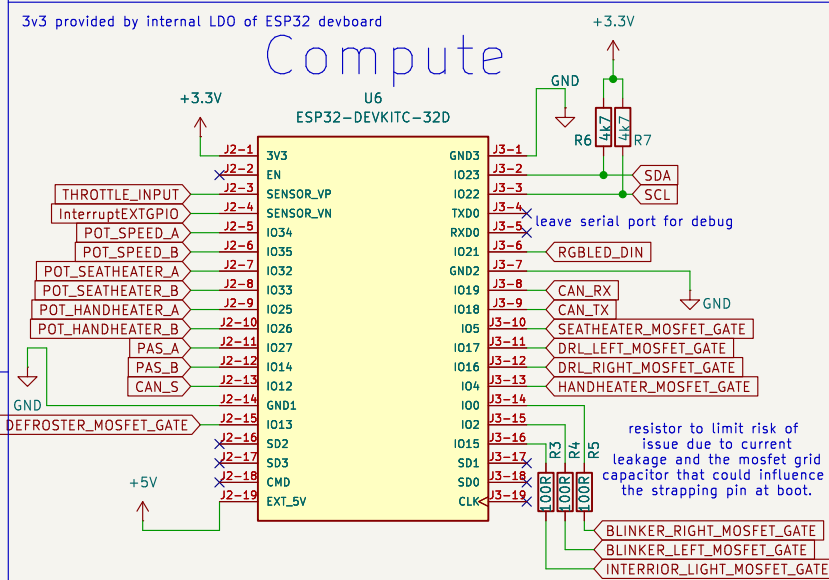 3v3 provided by internal LDO of ESP32 devboard
Compute
+3.3V
U6
ESP32-DEVKITC-32D
GND
+3.3V
R6
4k7
4k7
R7
J2-1
3V3
J2-2
EN
THROTTLE_INPUT
J2-3
SENSOR_VP
InterruptEXTGPIO
J2-4
SENSOR_VN
POT_SPEED_A
J2-5
IO34
POT_SPEED_B
J2-6
IO35
POT_SEATHEATER_A
J2-7
IO32
POT_SEATHEATER_B
J2-8
IO33
POT_HANDHEATER_A
J2-9
IO25
POT_HANDHEATER_B
J2-10
IO26
PAS_A
J2-11
IO27
PAS_B
J2-12
IO14
CAN_S
J2-13
IO12
GND
J2-14
GND1
DEFROSTER_MOSFET_GATE
J2-15
IO13
J2-16
SD2
J2-17
SD3
J2-18
CMD
+5V
J2-19
EXT_5V
GND3
J3-1
IO23
J3-2
SDA
IO22
J3-3
SCL
TXD0
J3-4
leave serial port for debug
RXD0
J3-5
IO21
J3-6
RGBLED_DIN
GND2
J3-7
GND
IO19
J3-8
CAN_RX
IO18
J3-9
CAN_TX
IO5
J3-10
SEATHEATER_MOSFET_GATE
IO17
J3-11
DRL_LEFT_MOSFET_GATE
IO16
J3-12
DRL_RIGHT_MOSFET_GATE
IO4
J3-13
HANDHEATER_MOSFET_GATE
IO0
J3-14
IO2
J3-15
IO15
J3-16
SD1
J3-17
SD0
J3-18
CLK
J3-19
R3
R4
R5
100R
100R
100R
resistor to limit risk of
issue due to current
leakage and the mosfet grid
capacitor that could influence
the strapping pin at boot.
BLINKER_RIGHT_MOSFET_GATE
BLINKER_LEFT_MOSFET_GATE
INTERRIOR_LIGHT_MOSFET_GATE